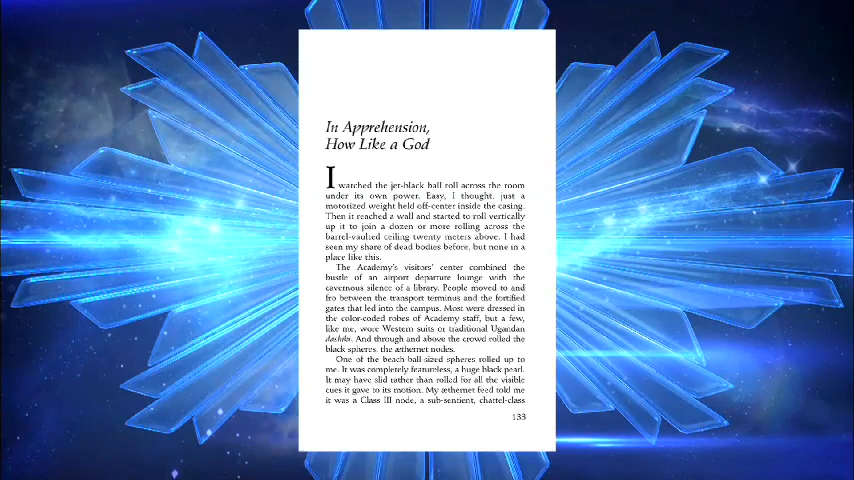 In Apprehension,
How Like a God
I watched the jet-black ball roll across the room
under its own power. Easy, I thought, just a
motorized weight held off-center inside the casing.
Then it reached a wall and started to roll vertically
up it to join a dozen or more rolling across the
barrel-vaulted ceiling twenty meters above. I had
seen my share of dead bodies before, but none in a
place like this.
The Academy's visitors' center combined the
bustle of an airport departure lounge with the
cavernous silence of a library. People moved to and
fro between the transport terminus and the fortified
gates that led into the campus. Most were dressed in
the color-coded robes of Academy staff, but a few,
like me, wore Western suits or traditional Ugandan
dashiki. And through and above the crowd rolled the
black spheres, the æthernet nodes.
One of the beach ball-sized spheres rolled up to
me. It was completely featureless, a huge black pearl.
It may have slid rather than rolled for all the visible
cues it gave to its motion. My æthernet feed told me
it was a Class III node, a sub-sentient, chattel-class
133